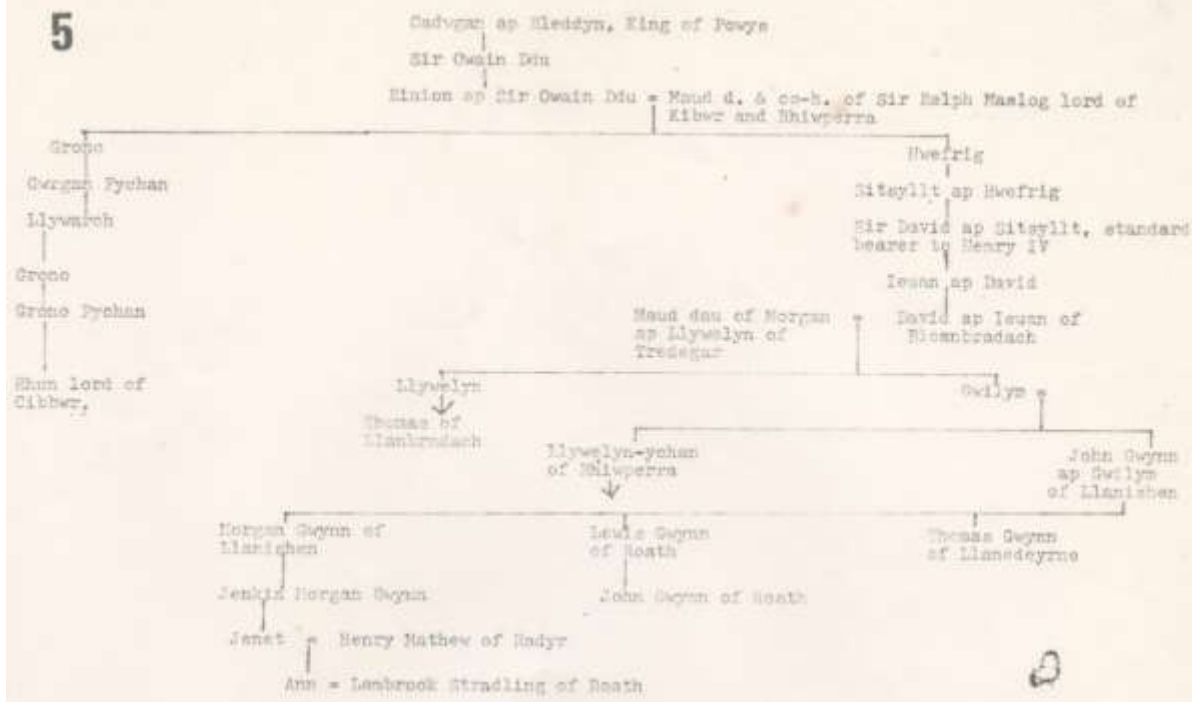 5
Cadwgan ap Bleddyn, King of Powys
Sir Owain Ddu
Einion ap Sir Owain Ddu = Maud d. & co-h. of Sir Ralph Maelog lord of
Kibwr and Rhiwperra
Grono
Hwefrig
Gwrgan Fychan
Sitsyllt ap Hwefrig
Llywarch
Sir David ap Sitsyllt, standard
bearer to Henry IV
Grono
Ieuan ap David
Grono Fychan
Maud dau of Morgan = David ap Ieuan of
ap Llywelyn of Tredegar
Llanbradach
Rhun lord of
Cibbwr,
Llywelyn
Gwilym =
Thomas of
Llanbradach
Llywelyn-ychan
of Rhiwperra
John Gwynn
ap Gwilym
of Llanishen
Morgan Gwynn of
Llanishen
Lewis Gwynn
of Roath
Thomas Gwynn
of Llanedeyrne
Jenkin Morgan Gwynn
John Gwynn of Roath
Janet = Henry Mathew of Radyr
Ann = Lambrook Stradling of Roath